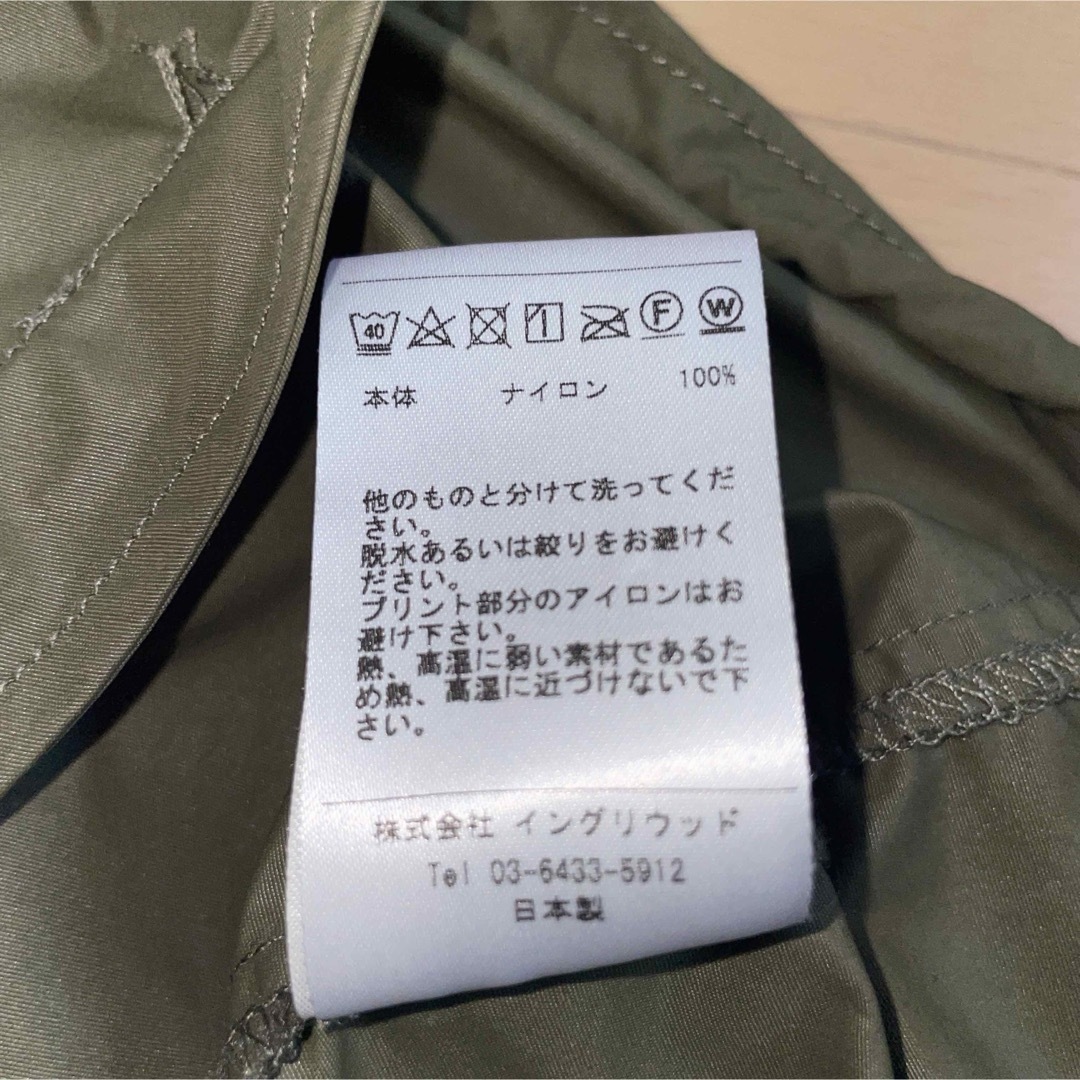 40 F W
本体 ナイロン 100%
他のものと分けて洗ってくだ
さい。
脱水あるいは絞りをお避けく
ださい。
プリント部分のアイロンはお
避け下さい。
熱、高温に弱い素材であるた
め熱、高温に近づけないで下
さい。
株式会社 イングリウッド
Tel 03-6433-5912
日本製